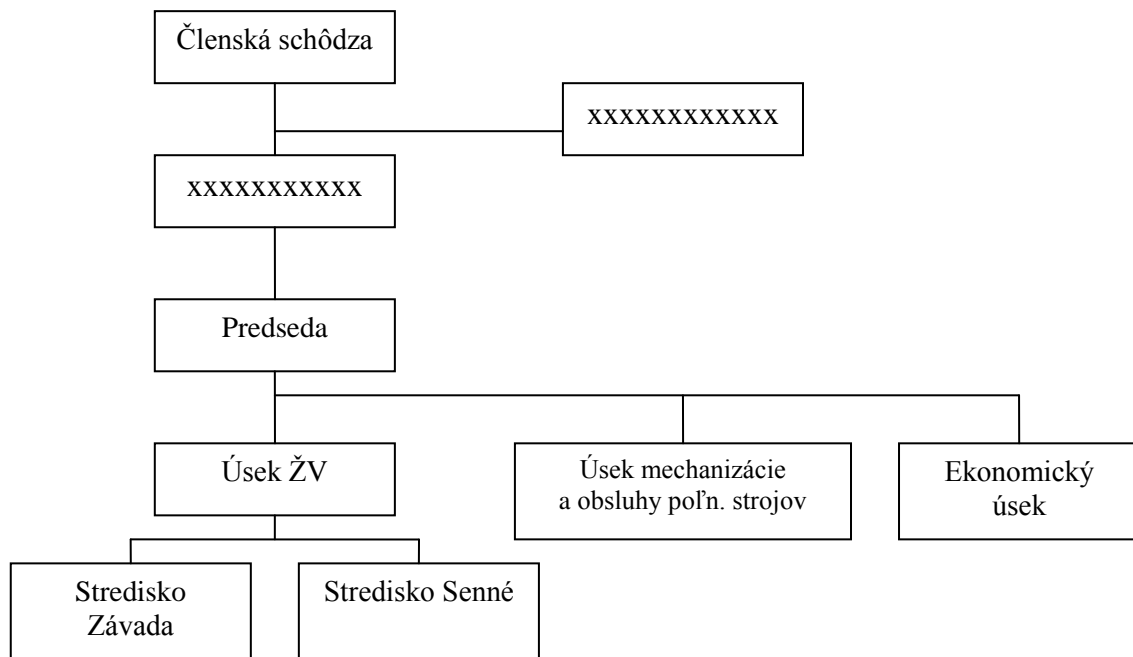 Členská schôdza
xxxxxxxxxxxx
xxxxxxxxxxx
Predseda
Úsek ŽV
Úsek mechanizácie
a obsluhy poľn. strojov
Ekonomický
úsek
Stredisko
Závada
Stredisko Senné